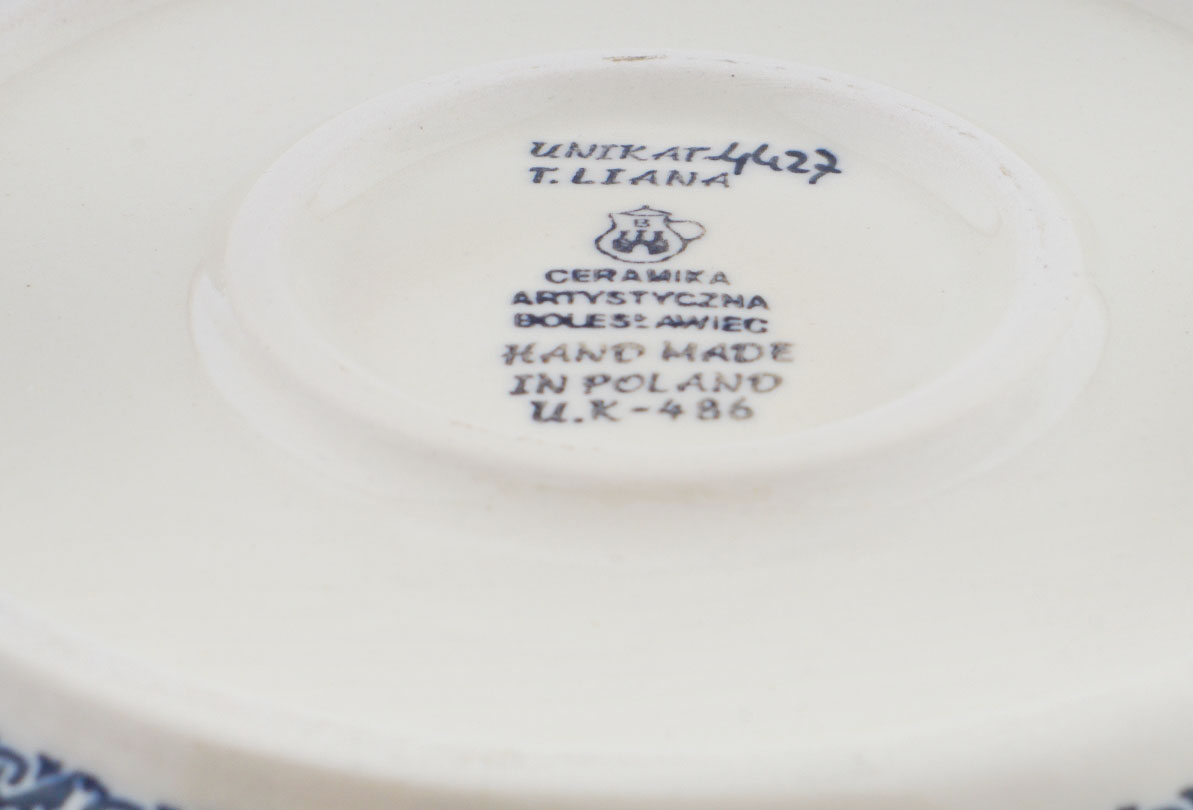 UNIKAT 4427
T. LIANA
B
CERAMIKA
ARTYSTYCZNA
BOLESŁAWIEC
HAND MADE
IN POLAND
U.K-486